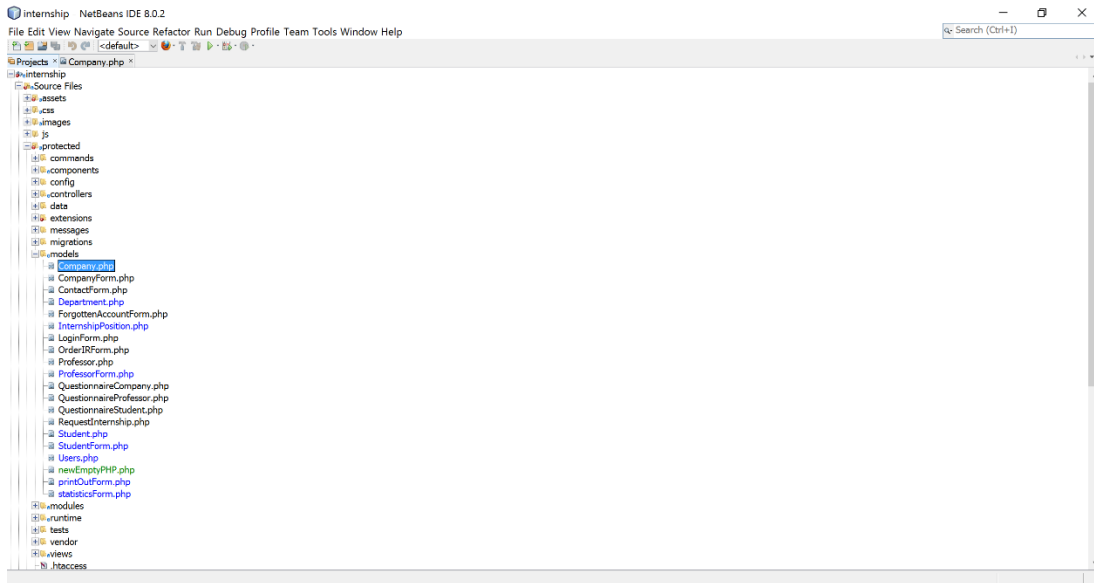 internship   NetBeans IDE 8.0.2
File Edit View Navigate Source Refactor Run Debug Profile Team Tools Window Help
Search (Ctrl+I)
<default>
Projects × Company.php ×
internship
Source Files
assets
css
images
js
protected
commands
components
config
controllers
data
extensions
messages
migrations
models
Company.php
CompanyForm.php
ContactForm.php
Department.php
ForgottenAccountForm.php
InternshipPosition.php
LoginForm.php
OrderIRForm.php
Professor.php
ProfessorForm.php
QuestionnaireCompany.php
QuestionnaireProfessor.php
QuestionnaireStudent.php
RequestInternship.php
Student.php
StudentForm.php
Users.php
newEmptyPHP.php
printOutForm.php
statisticsForm.php
modules
runtime
tests
vendor
views
.htaccess